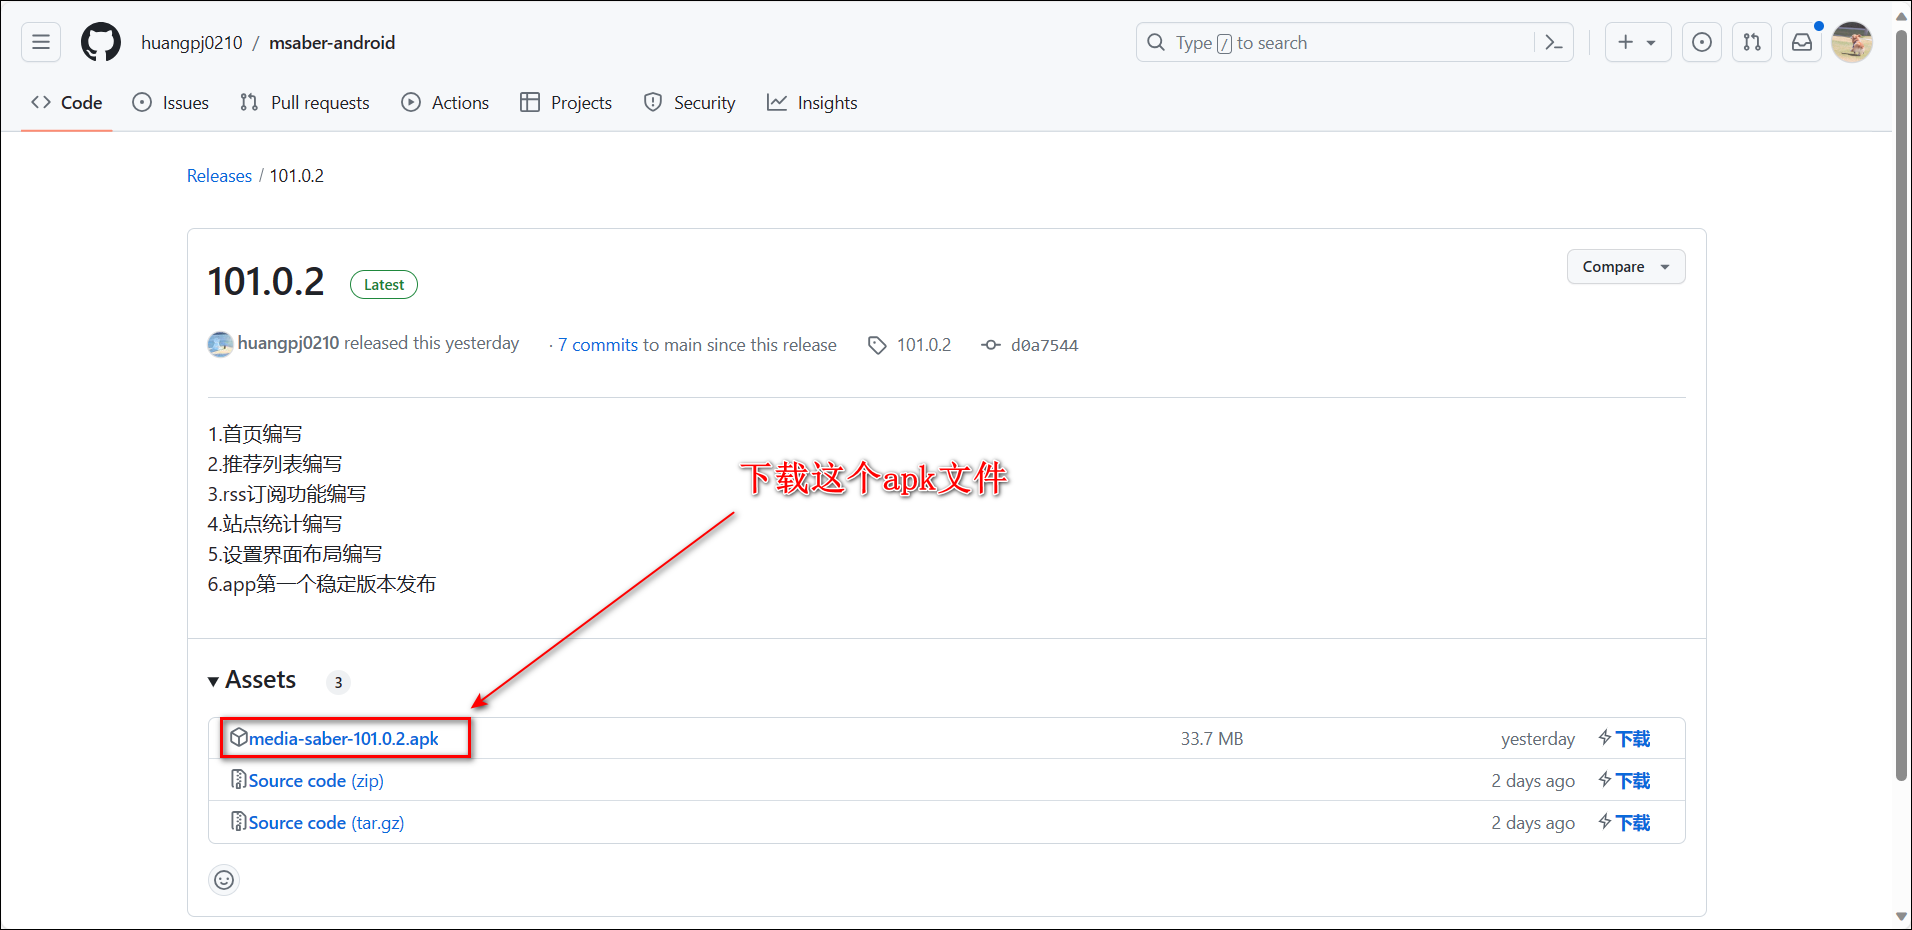 huangpj0210 / msaber-android
Type / to search
Code Issues Pull requests Actions Projects Security Insights
Releases / 101.0.2
101.0.2 Latest
Compare
huangpj0210 released this yesterday · 7 commits to main since this release 101.0.2 d0a7544
1.首页编写
2.推荐列表编写
3.rss订阅功能编写
4.站点统计编写
5.设置界面布局编写
6.app第一个稳定版本发布
下载这个apk文件
Assets 3
media-saber-101.0.2.apk 33.7 MB yesterday 下载
Source code (zip) 2 days ago 下载
Source code (tar.gz) 2 days ago 下载